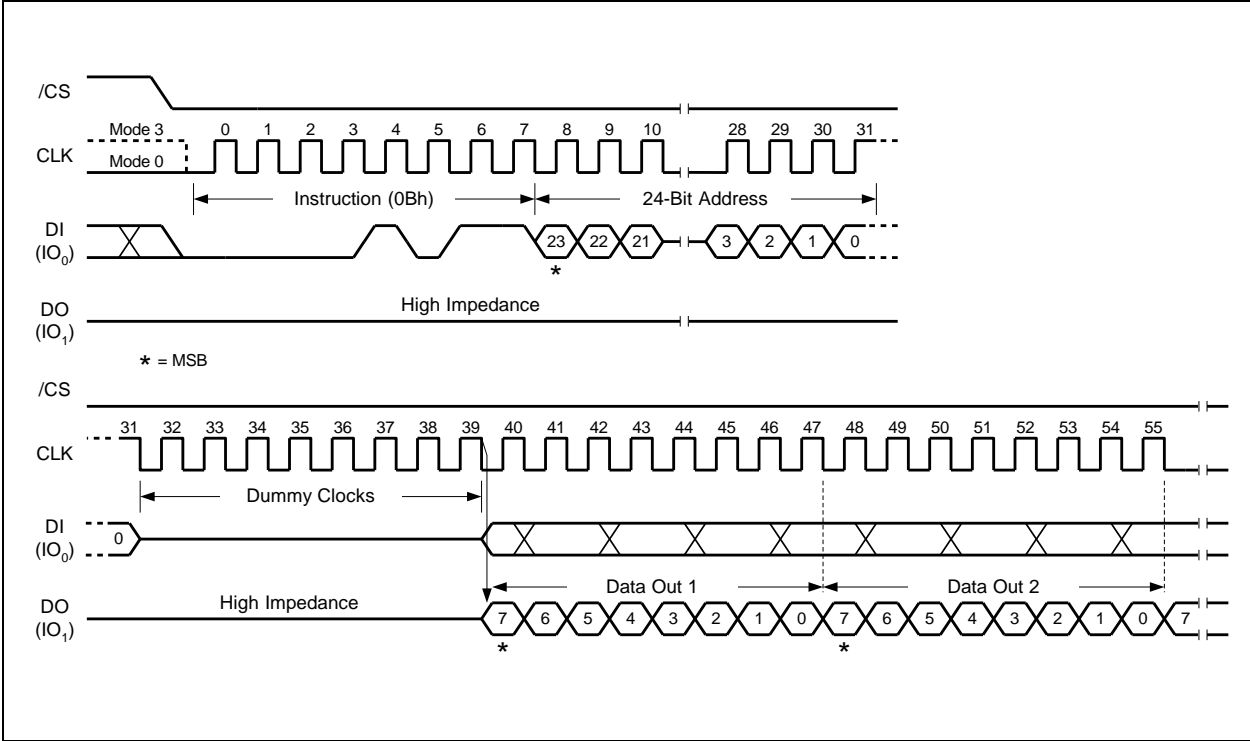 /CS
Mode 3
0 1 2 3 4 5 6 7 8 9 10 28 29 30 31
CLK
Mode 0
Instruction (0Bh) 24-Bit Address
DI
(IO0)
23 22 21 3 2 1 0
*
DO
(IO1)
High Impedance
* = MSB
/CS
31 32 33 34 35 36 37 38 39 40 41 42 43 44 45 46 47 48 49 50 51 52 53 54 55
CLK
Dummy Clocks
DI
(IO0)
0
Data Out 1 Data Out 2
DO
(IO1)
High Impedance
7 6 5 4 3 2 1 0 7 6 5 4 3 2 1 0 7
* *